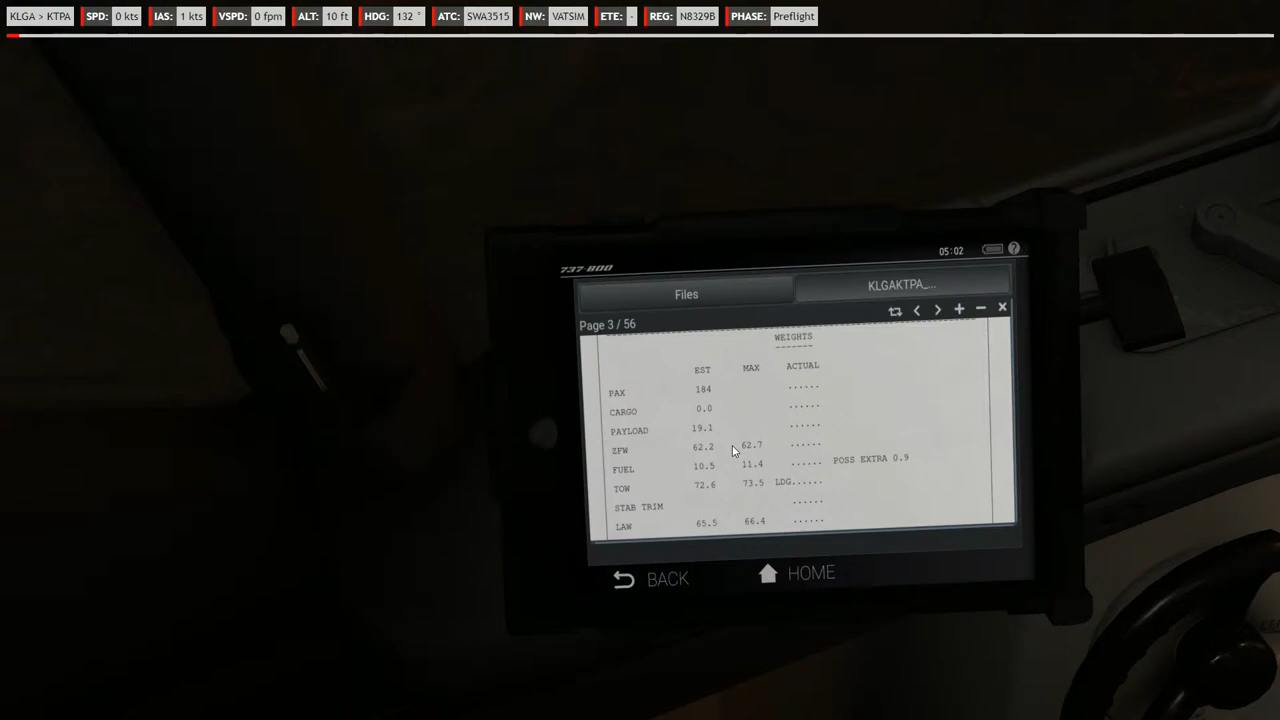 KLGA > KTPA SPD: 0 kts IAS: 1 kts VSPD: 0 fpm ALT: 10 ft HDG: 132 ° ATC: SWA3515 NW: VATSIM ETE: - REG: N8329B PHASE: Preflight
05:02 ?
737-800
Files KLGAKTPA_...
Page 3 / 56
WEIGHTS
-------
EST MAX ACTUAL
PAX 184 ......
CARGO 0.0 ......
PAYLOAD 19.1 ......
ZFW 62.2 62.7 ......
FUEL 10.5 11.4 ...... POSS EXTRA 0.9
TOW 72.6 73.5 LDG......
STAB TRIM ......
LAW 65.5 66.4 ......
BACK HOME